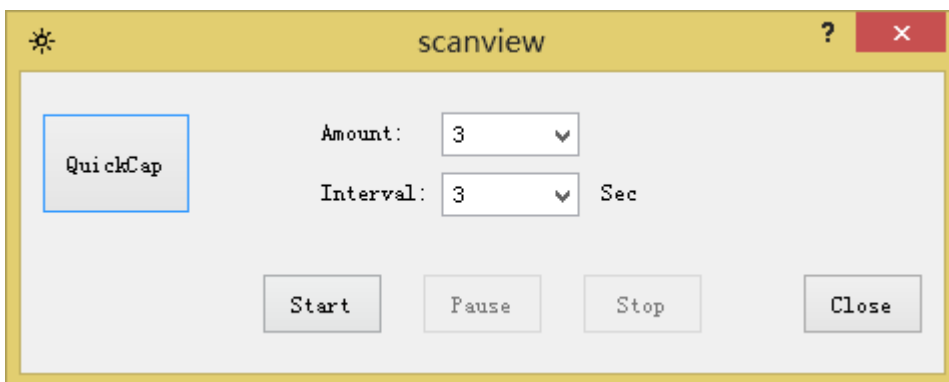 scanview ?
QuickCap
Amount: 3
Interval: 3 Sec
Start Pause Stop Close